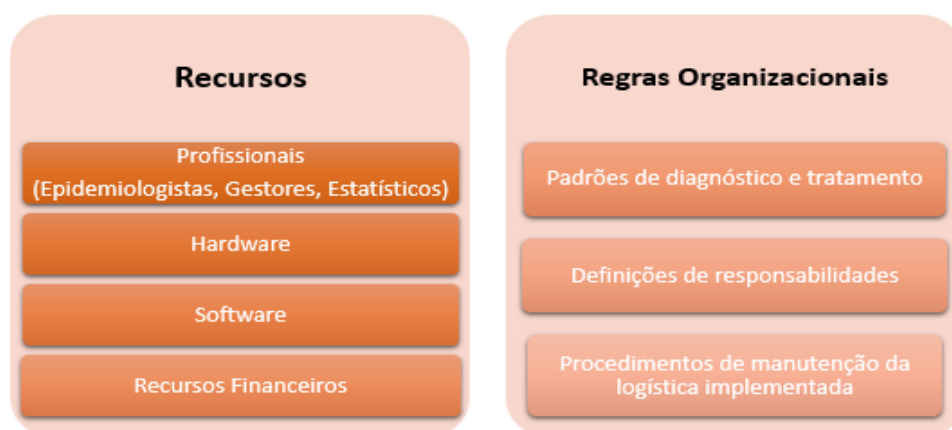 Recursos
Profissionais
(Epidemiologistas, Gestores, Estatísticos)
Hardware
Software
Recursos Financeiros
Regras Organizacionais
Padrões de diagnóstico e tratamento
Definições de responsabilidades
Procedimentos de manutenção da
logística implementada